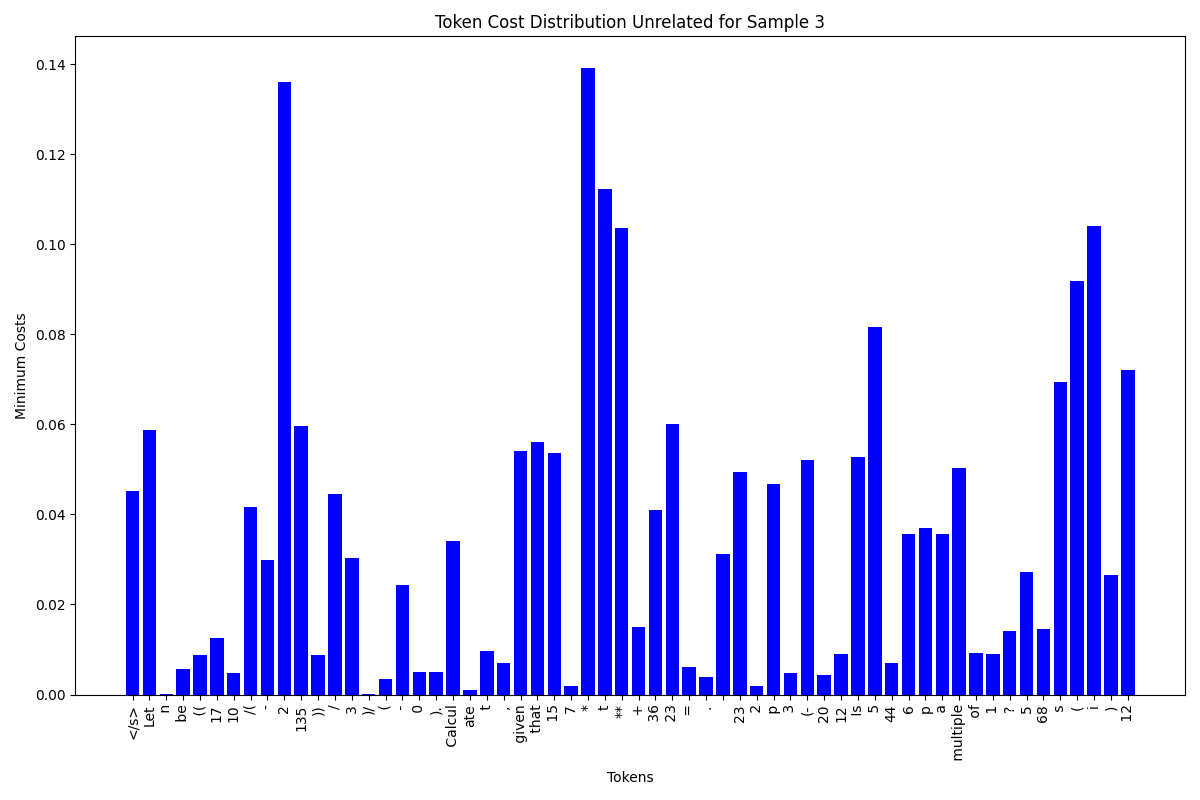 Token Cost Distribution Unrelated for Sample 3
Minimum Costs
0.14
0.12
0.10
0.08
0.06
0.04
0.02
0.00
</s> Let n be (( 17 10 /( - 2 135 )) / 3 )/ ( - 0 ). Calcul ate t , given that 15 7 * t ** + 36 23 = . 23 2 p 3 (- 20 12 Is 5 44 6 p a multiple of 1 ? 5 68 s ( i ) 12
Tokens